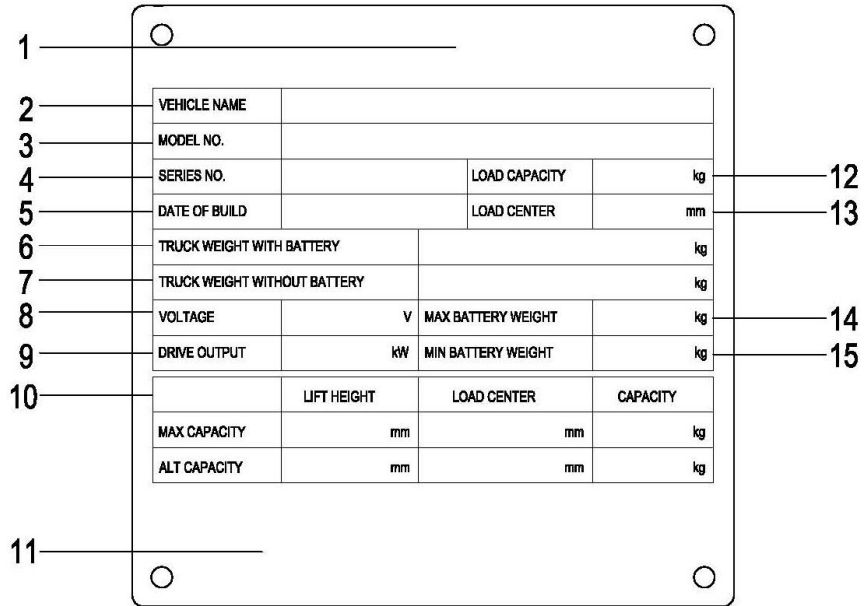 1
2 VEHICLE NAME
3 MODEL NO.
4 SERIES NO. LOAD CAPACITY kg 12
5 DATE OF BUILD LOAD CENTER mm 13
6 TRUCK WEIGHT WITH BATTERY kg
7 TRUCK WEIGHT WITHOUT BATTERY kg
8 VOLTAGE V MAX BATTERY WEIGHT kg 14
9 DRIVE OUTPUT kW MIN BATTERY WEIGHT kg 15
10 LIFT HEIGHT LOAD CENTER CAPACITY
MAX CAPACITY mm mm kg
ALT CAPACITY mm mm kg
11